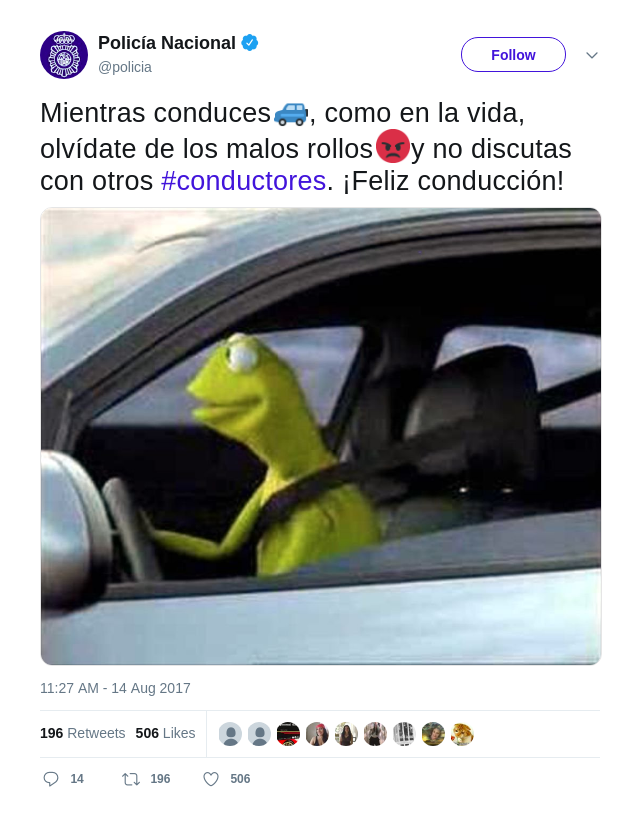 Policía Nacional
@policia
Follow
Mientras conduces🚙, como en la vida,
olvídate de los malos rollos😡y no discutas
con otros #conductores. ¡Feliz conducción!
11:27 AM - 14 Aug 2017
196 Retweets 506 Likes
14 196 506